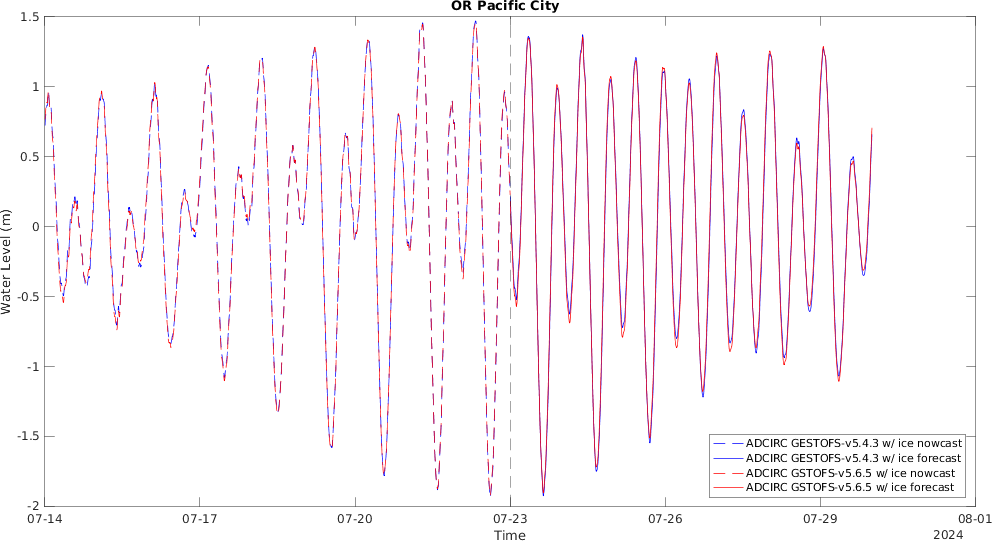 OR Pacific City
1.5
1
0.5
0
-0.5
-1
-1.5
-2
Water Level (m)
ADCIRC GESTOFS-v5.4.3 w/ ice nowcast
ADCIRC GESTOFS-v5.4.3 w/ ice forecast
ADCIRC GSTOFS-v5.6.5 w/ ice nowcast
ADCIRC GSTOFS-v5.6.5 w/ ice forecast
07-14 07-17 07-20 07-23 07-26 07-29 08-01
Time
2024